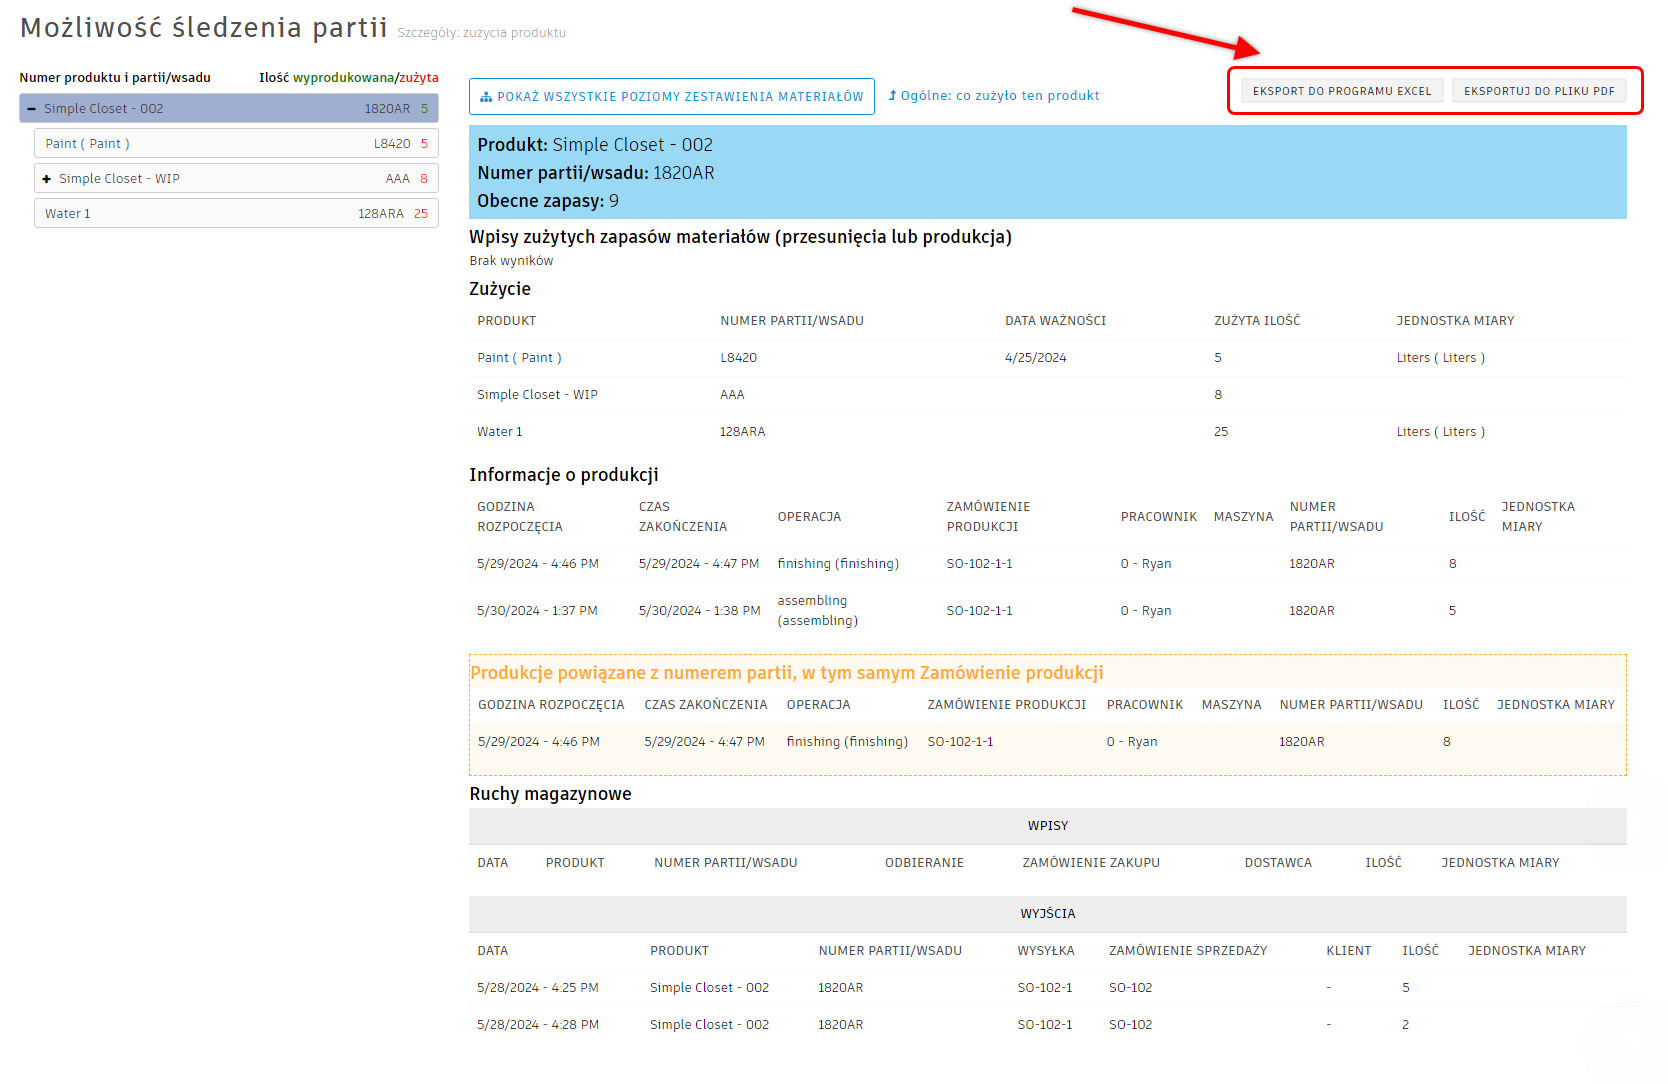 Możliwość śledzenia partii Szczegóły: zużycia produktu
Numer produktu i partii/wsadu Ilość wyprodukowana/zużyta
Simple Closet - 002 1820AR 5
Paint ( Paint ) L8420 5
Simple Closet - WIP AAA 8
Water 1 128ARA 25
POKAŻ WSZYSTKIE POZIOMY ZESTAWIENIA MATERIAŁÓW Ogólne: co zużyło ten produkt EKSPORT DO PROGRAMU EXCEL EKSPORTUJ DO PLIKU PDF
Produkt: Simple Closet - 002
Numer partii/wsadu: 1820AR
Obecne zapasy: 9
Wpisy zużytych zapasów materiałów (przesunięcia lub produkcja)
Brak wyników
Zużycie
PRODUKT NUMER PARTII/WSADU DATA WAŻNOŚCI ZUŻYTA ILOŚĆ JEDNOSTKA MIARY
Paint ( Paint ) L8420 4/25/2024 5 Liters ( Liters )
Simple Closet - WIP AAA 8
Water 1 128ARA 25 Liters ( Liters )
Informacje o produkcji
GODZINA ROZPOCZĘCIA CZAS ZAKOŃCZENIA OPERACJA ZAMÓWIENIE PRODUKCJI PRACOWNIK MASZYNA NUMER PARTII/WSADU ILOŚĆ JEDNOSTKA MIARY
5/29/2024 - 4:46 PM 5/29/2024 - 4:47 PM finishing (finishing) SO-102-1-1 0 - Ryan 1820AR 8
5/30/2024 - 1:37 PM 5/30/2024 - 1:38 PM assembling (assembling) SO-102-1-1 0 - Ryan 1820AR 5
Produkcje powiązane z numerem partii, w tym samym Zamówienie produkcji
GODZINA ROZPOCZĘCIA CZAS ZAKOŃCZENIA OPERACJA ZAMÓWIENIE PRODUKCJI PRACOWNIK MASZYNA NUMER PARTII/WSADU ILOŚĆ JEDNOSTKA MIARY
5/29/2024 - 4:46 PM 5/29/2024 - 4:47 PM finishing (finishing) SO-102-1-1 0 - Ryan 1820AR 8
Ruchy magazynowe
WPISY
DATA PRODUKT NUMER PARTII/WSADU ODBIERANIE ZAMÓWIENIE ZAKUPU DOSTAWCA ILOŚĆ JEDNOSTKA MIARY
WYJŚCIA
DATA PRODUKT NUMER PARTII/WSADU WYSYŁKA ZAMÓWIENIE SPRZEDAŻY KLIENT ILOŚĆ JEDNOSTKA MIARY
5/28/2024 - 4:25 PM Simple Closet - 002 1820AR SO-102-1 SO-102 - 5
5/28/2024 - 4:28 PM Simple Closet - 002 1820AR SO-102-1 SO-102 - 2